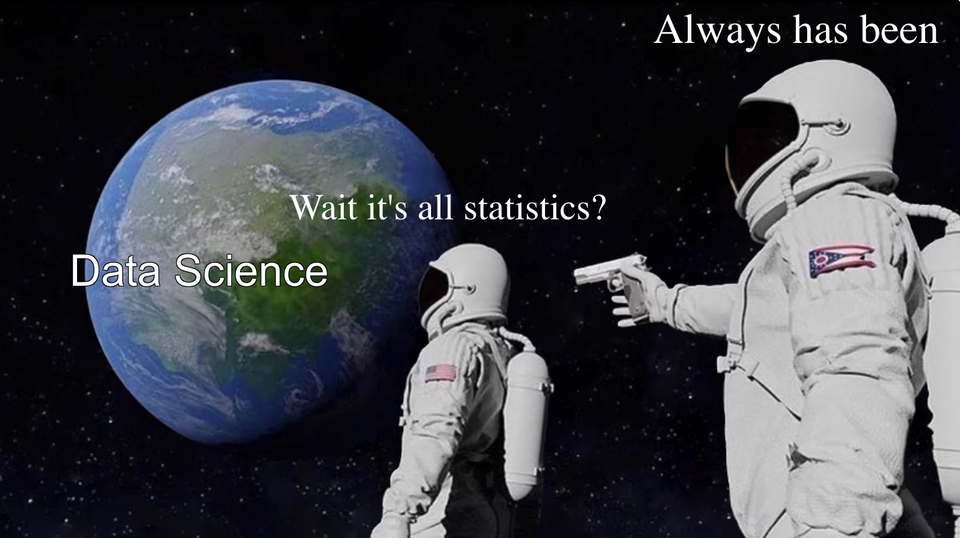 Always has been
Wait it's all statistics?
Data Science